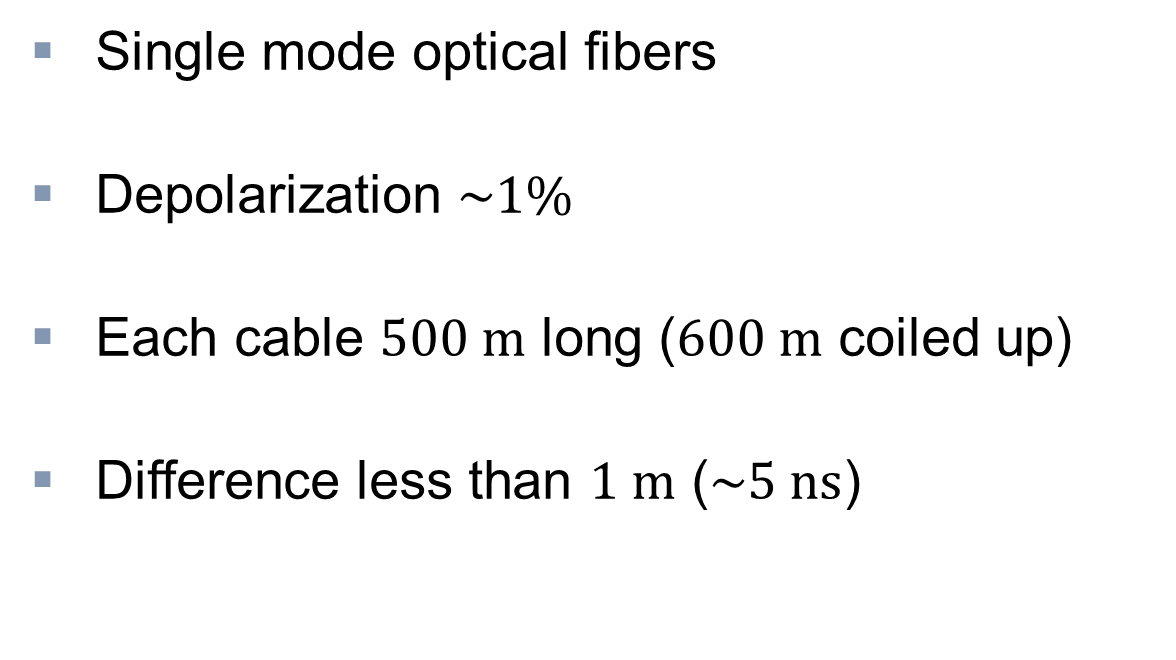 ▪ Single mode optical fibers
▪ Depolarization ~1%
▪ Each cable 500 m long (600 m coiled up)
▪ Difference less than 1 m (~5 ns)